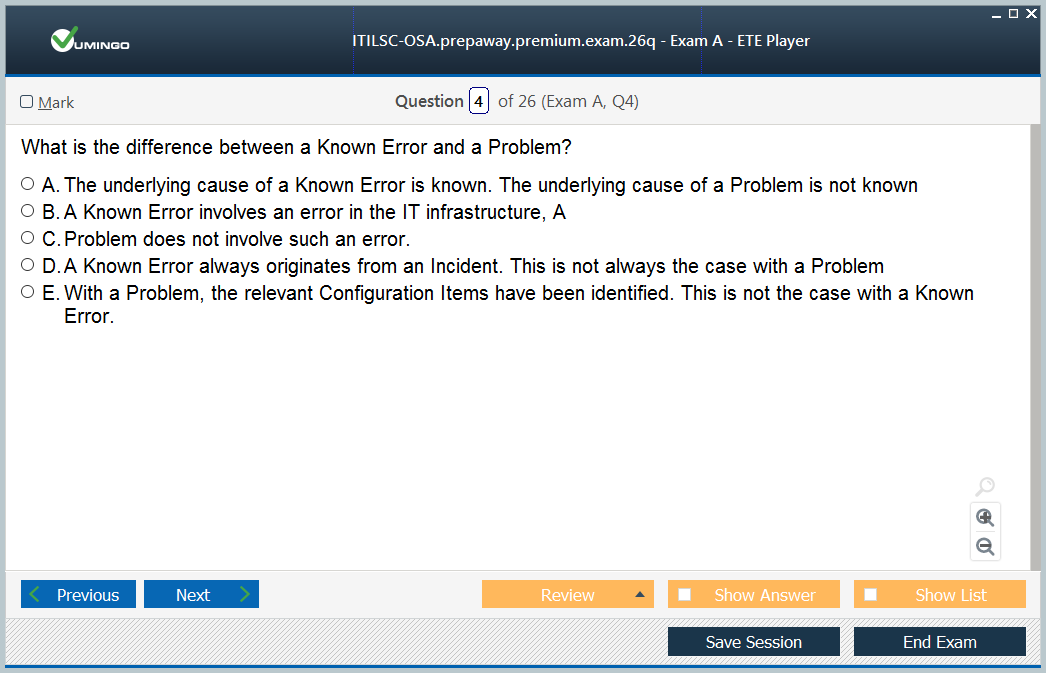 VUMINGO
ITILSC-OSA.prepaway.premium.exam.26q - Exam A - ETE Player
Mark
Question 4 of 26 (Exam A, Q4)
What is the difference between a Known Error and a Problem?
A. The underlying cause of a Known Error is known. The underlying cause of a Problem is not known
B. A Known Error involves an error in the IT infrastructure, A
C. Problem does not involve such an error.
D. A Known Error always originates from an Incident. This is not always the case with a Problem
E. With a Problem, the relevant Configuration Items have been identified. This is not the case with a Known
Error.
Previous
Next
Review
Show Answer
Show List
Save Session
End Exam